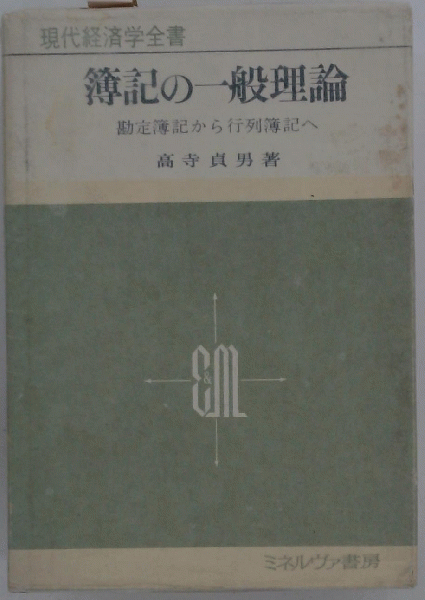 現代経済学全書
簿記の一般理論
勘定簿記から行列簿記へ
高寺貞男著
E&M
ミネルヴァ書房